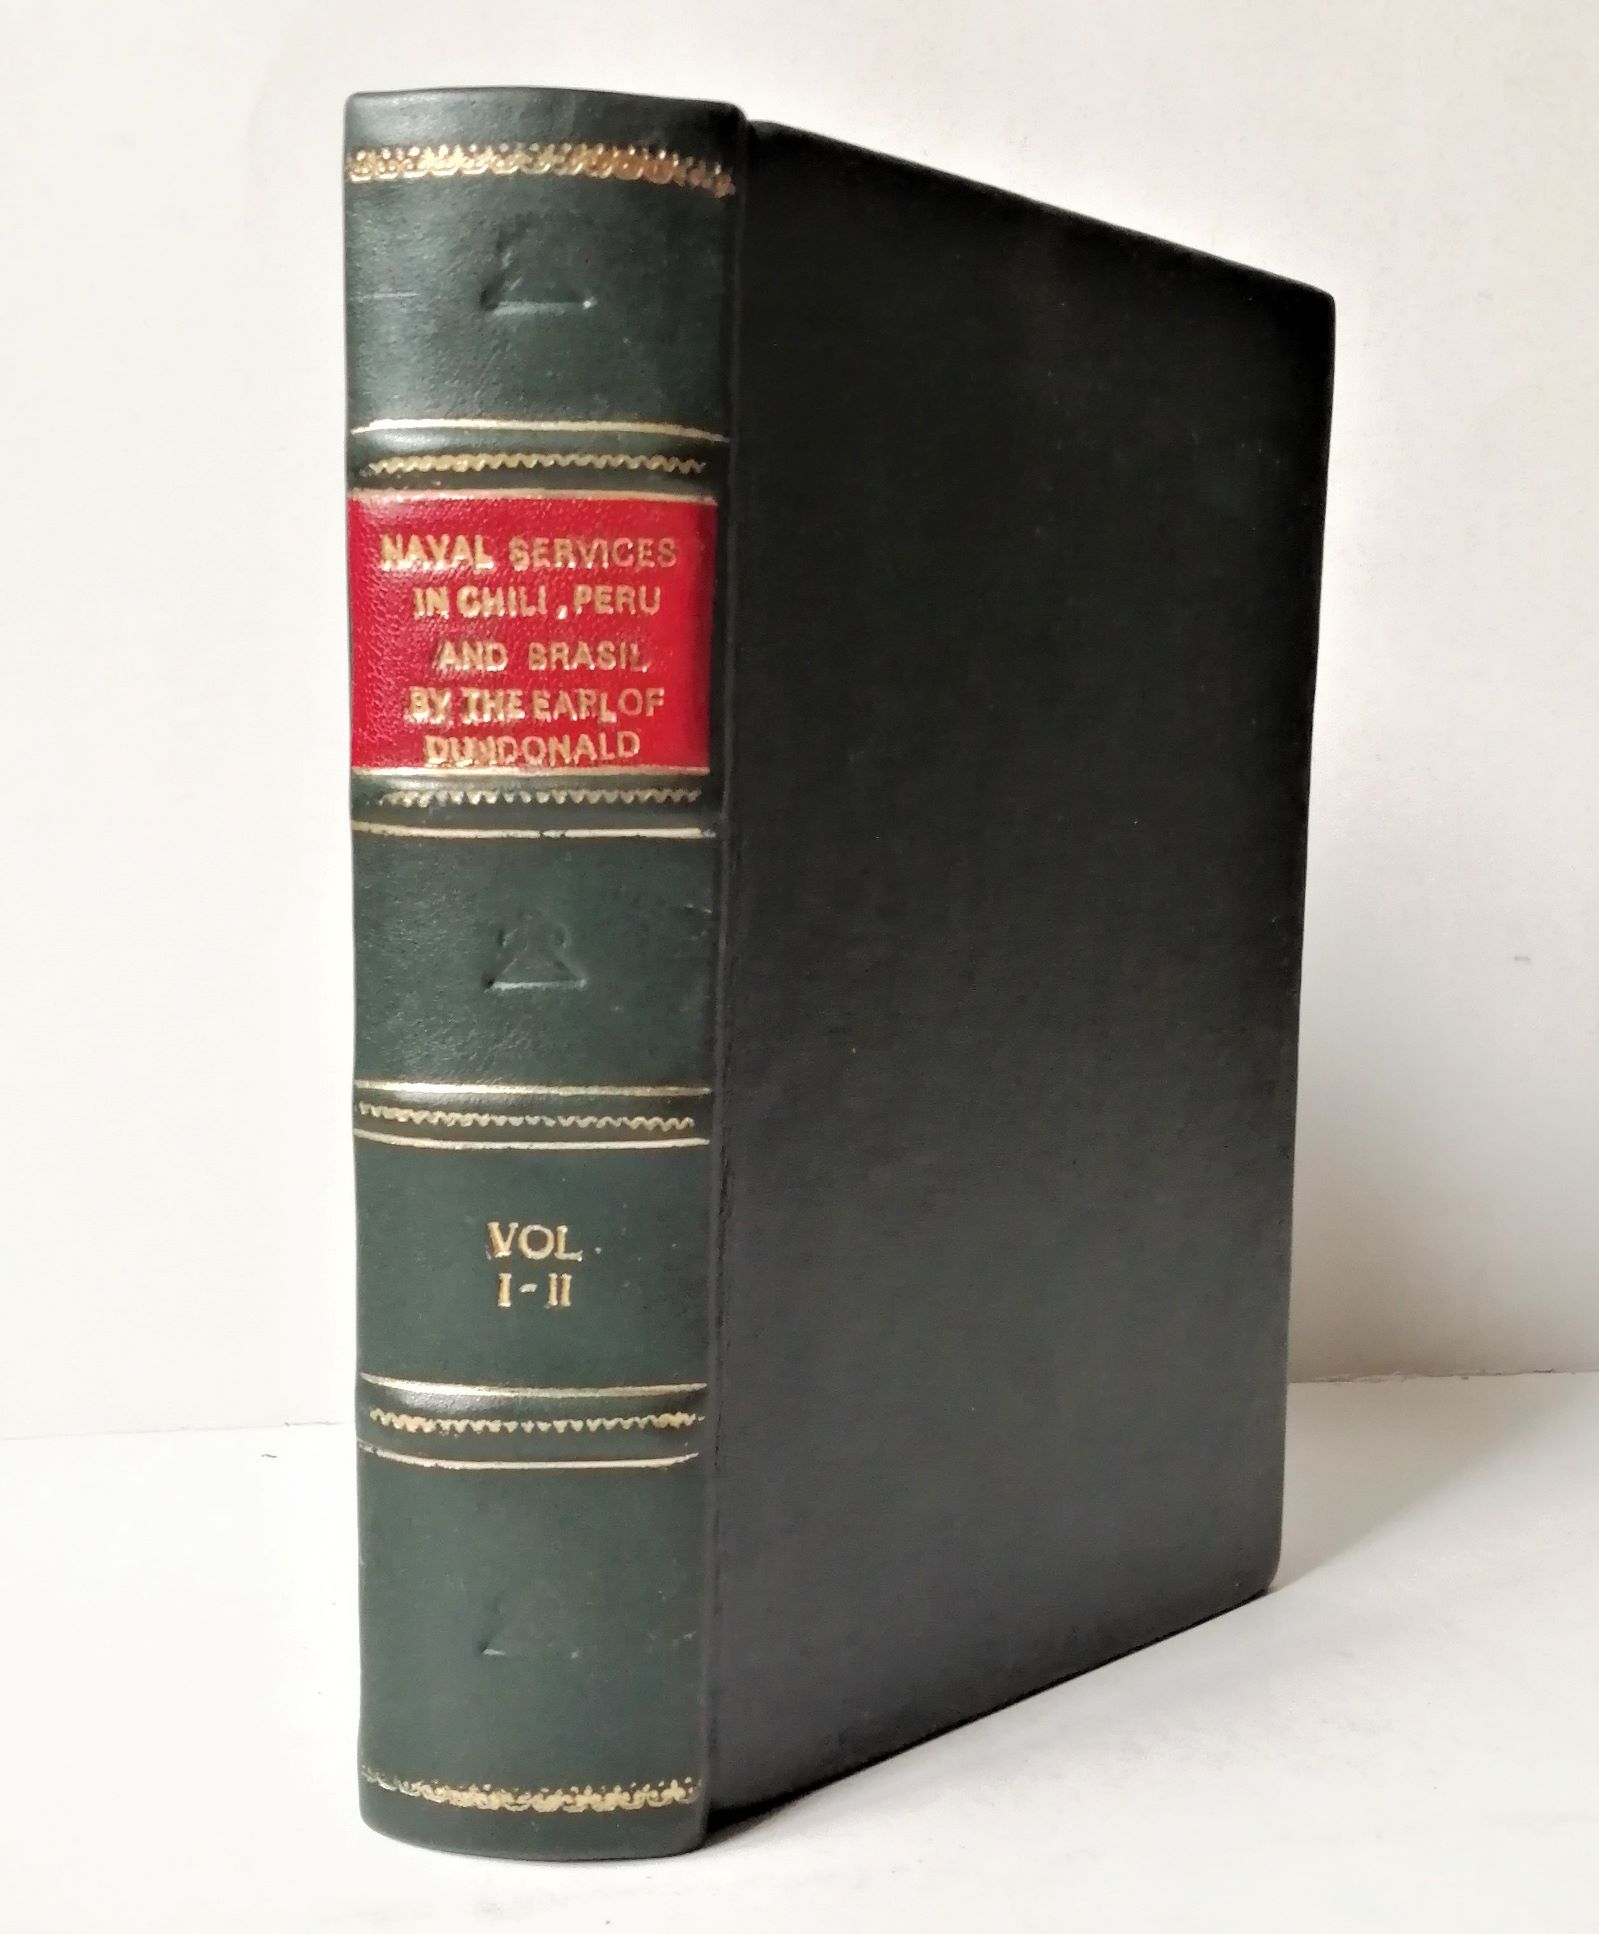 NAVAL SERVICES
IN CHILI, PERU
AND BRASIL
BY THE EARL OF
DUNDONALD
VOL.
I-II